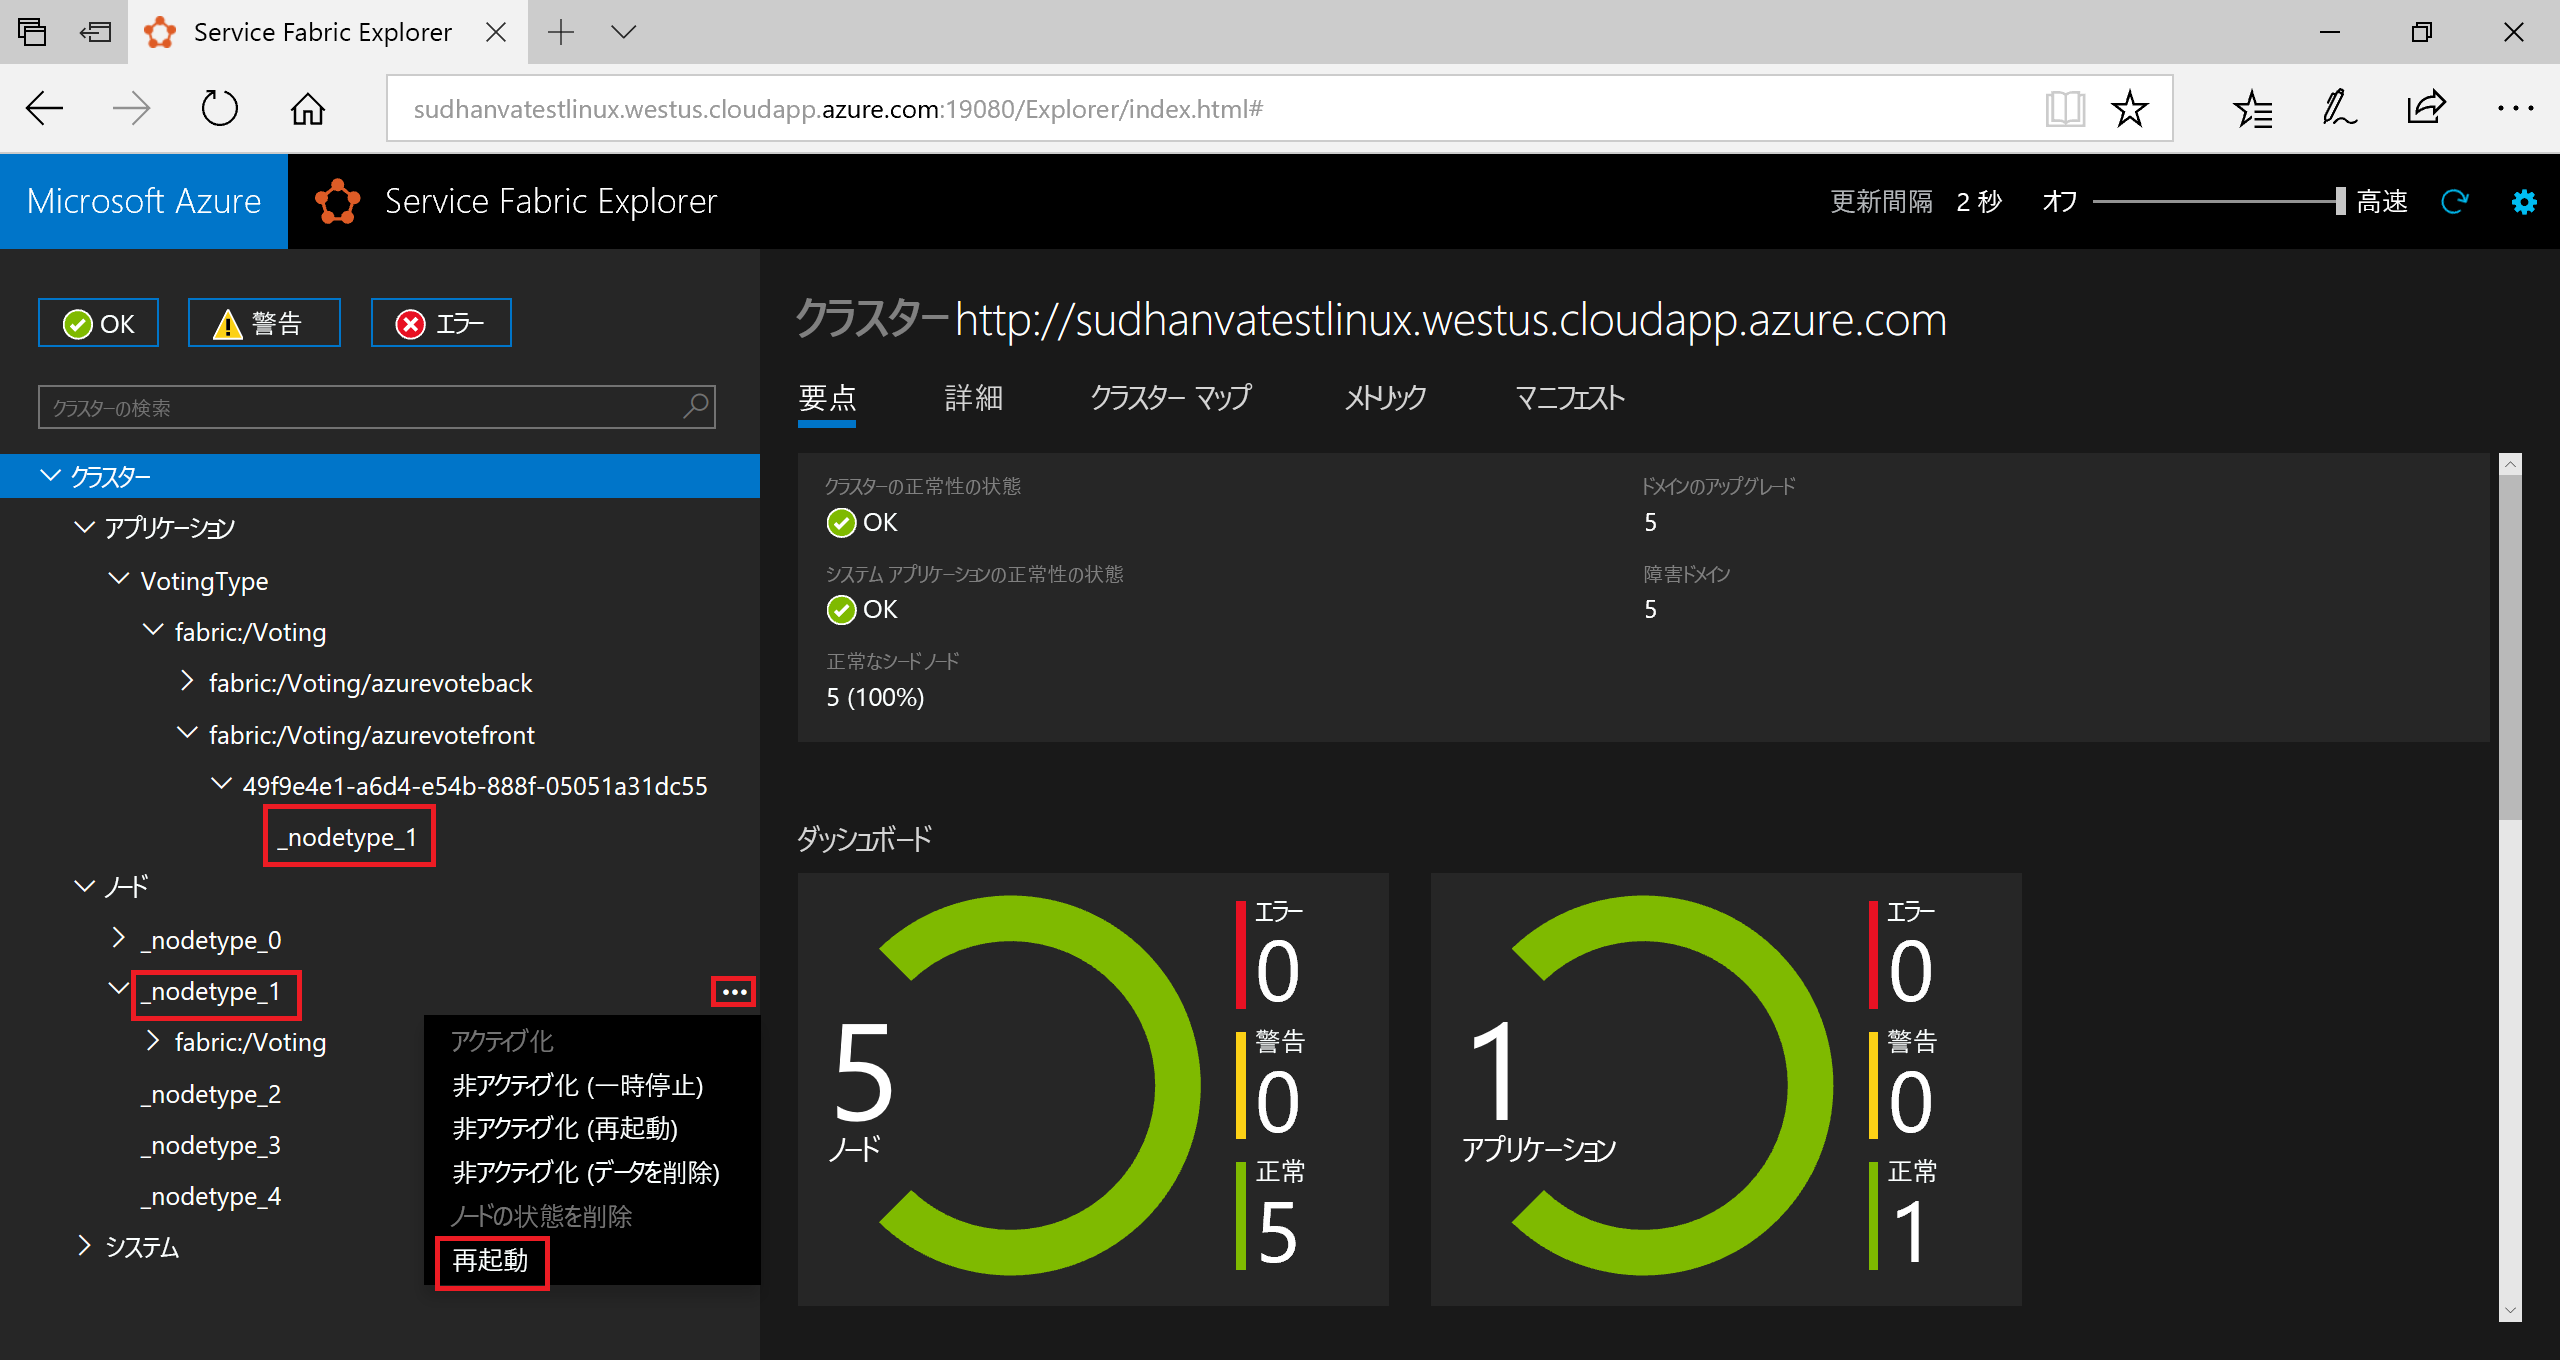 Service Fabric Explorer
sudhanvatestlinux.westus.cloudapp.azure.com:19080/Explorer/index.html#
Microsoft Azure
Service Fabric Explorer
更新間隔 2 秒 オフ 高速
OK
警告
エラー
クラスターの検索
クラスター
アプリケーション
VotingType
fabric:/Voting
fabric:/Voting/azurevoteback
fabric:/Voting/azurevotefront
49f9e4e1-a6d4-e54b-888f-05051a31dc55
_nodetype_1
ノード
_nodetype_0
_nodetype_1
fabric:/Voting
_nodetype_2
_nodetype_3
_nodetype_4
システム
アクティブ化
非アクティブ化 (一時停止)
非アクティブ化 (再起動)
非アクティブ化 (データを削除)
ノードの状態を削除
再起動
クラスター http://sudhanvatestlinux.westus.cloudapp.azure.com
要点 詳細 クラスター マップ メトリック マニフェスト
クラスターの正常性の状態
OK
ドメインのアップグレード
5
システム アプリケーションの正常性の状態
OK
障害ドメイン
5
正常なシード ノード
5 (100%)
ダッシュボード
5
ノード
エラー
0
警告
0
正常
5
1
アプリケーション
エラー
0
警告
0
正常
1